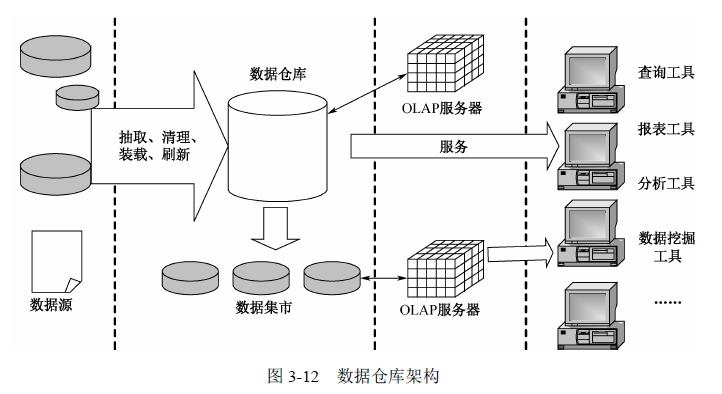 数据仓库
OLAP服务器
查询工具
抽取、清理、
装载、刷新
服务
报表工具
分析工具
数据挖掘
工具
数据源
数据集市
OLAP服务器
……
图 3-12 数据仓库架构